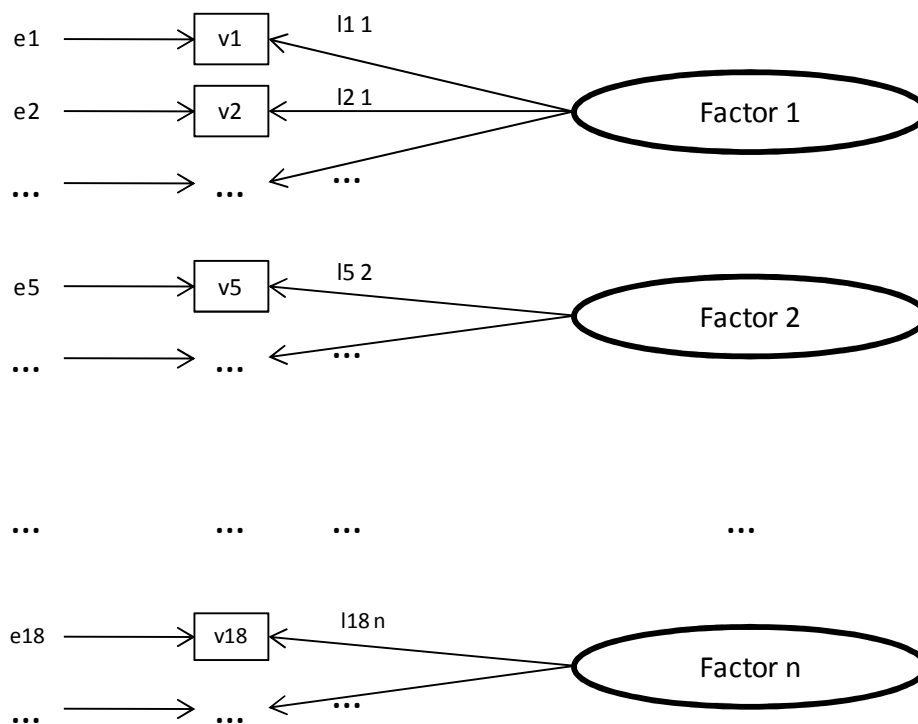 e1 v1 l1 1
Factor 1
e2 v2 l2 1
... ... ...
e5 v5 l5 2
Factor 2
... ... ...
... ... ... ...
e18 v18 l18 n
Factor n
... ... ...